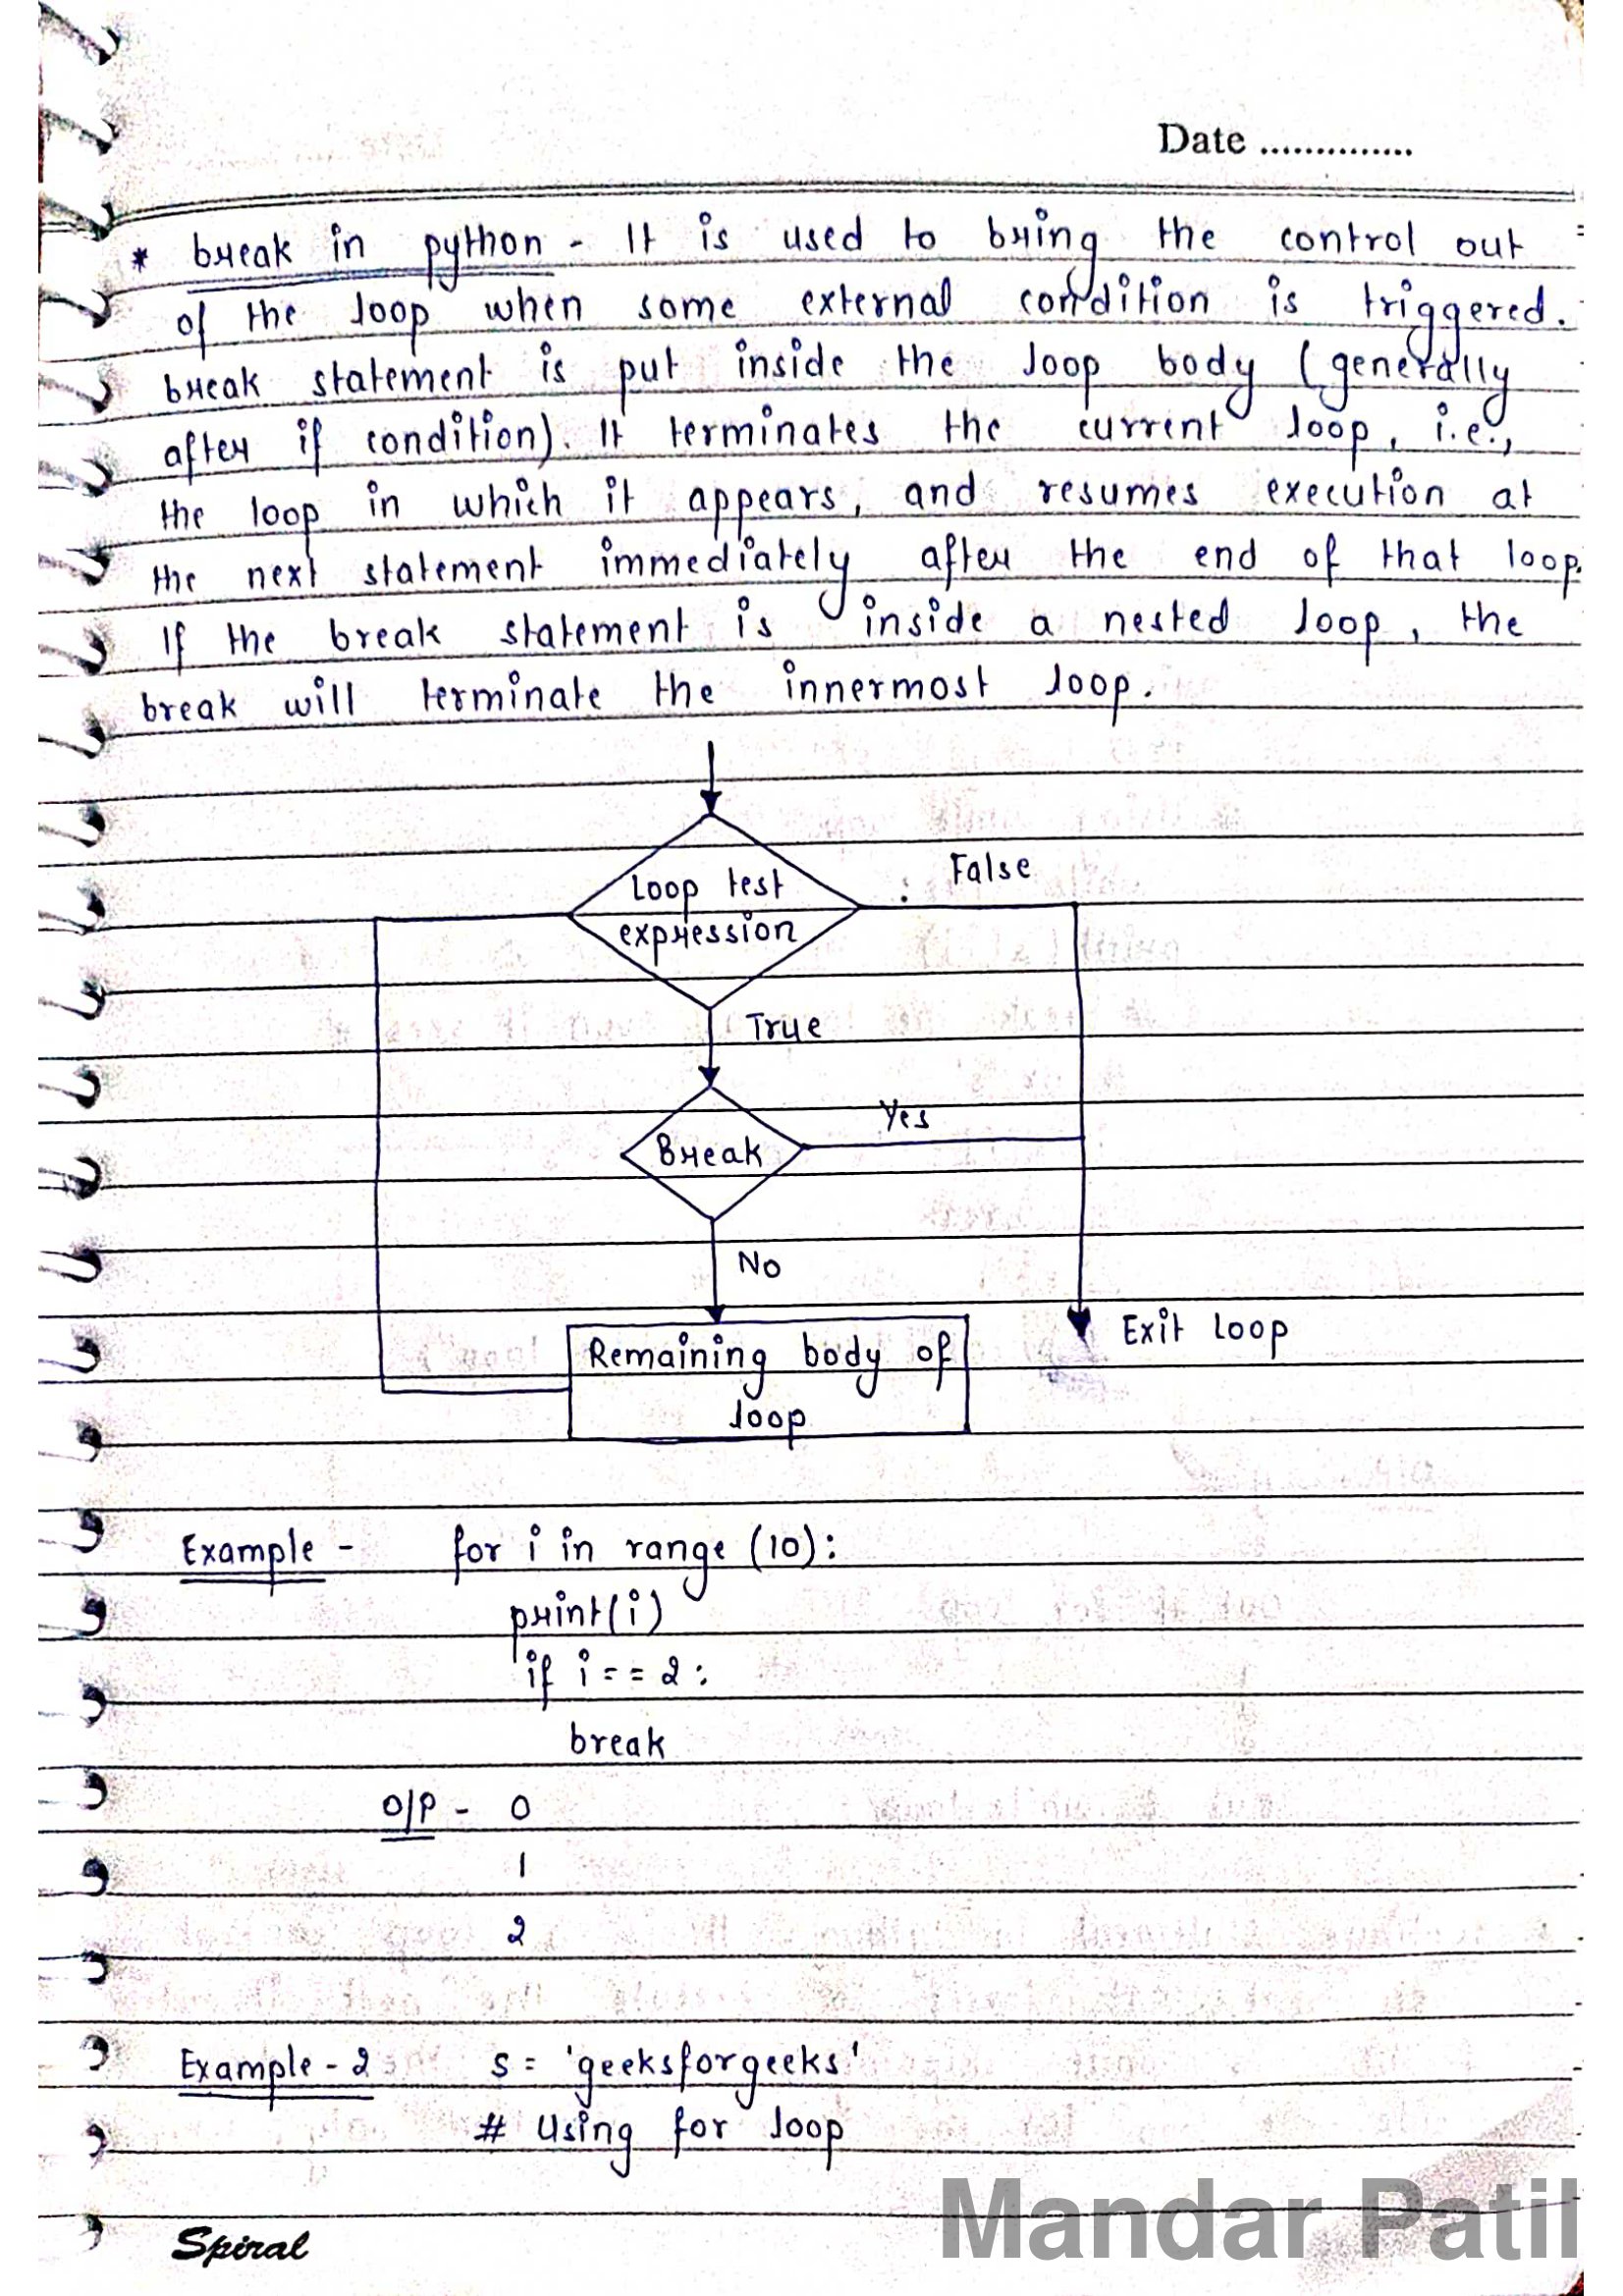 Date ..............
* break in python - It is used to bring the control out
of the loop when some external condition is triggered.
break statement is put inside the loop body (generally
after if condition). It terminates the current loop, i.e.,
the loop in which it appears, and resumes execution at
the next statement immediately after the end of that loop.
If the break statement is inside a nested loop, the
break will terminate the innermost loop.
Loop test
expression
False
True
Break
Yes
No
Remaining body of
loop
Exit loop
Example - for i in range (10):
print(i)
if i == 2:
break
O/P - 0
1
2
Example - 2 s = 'geeksforgeeks'
# Using for loop
Spiral
Mandar Patil